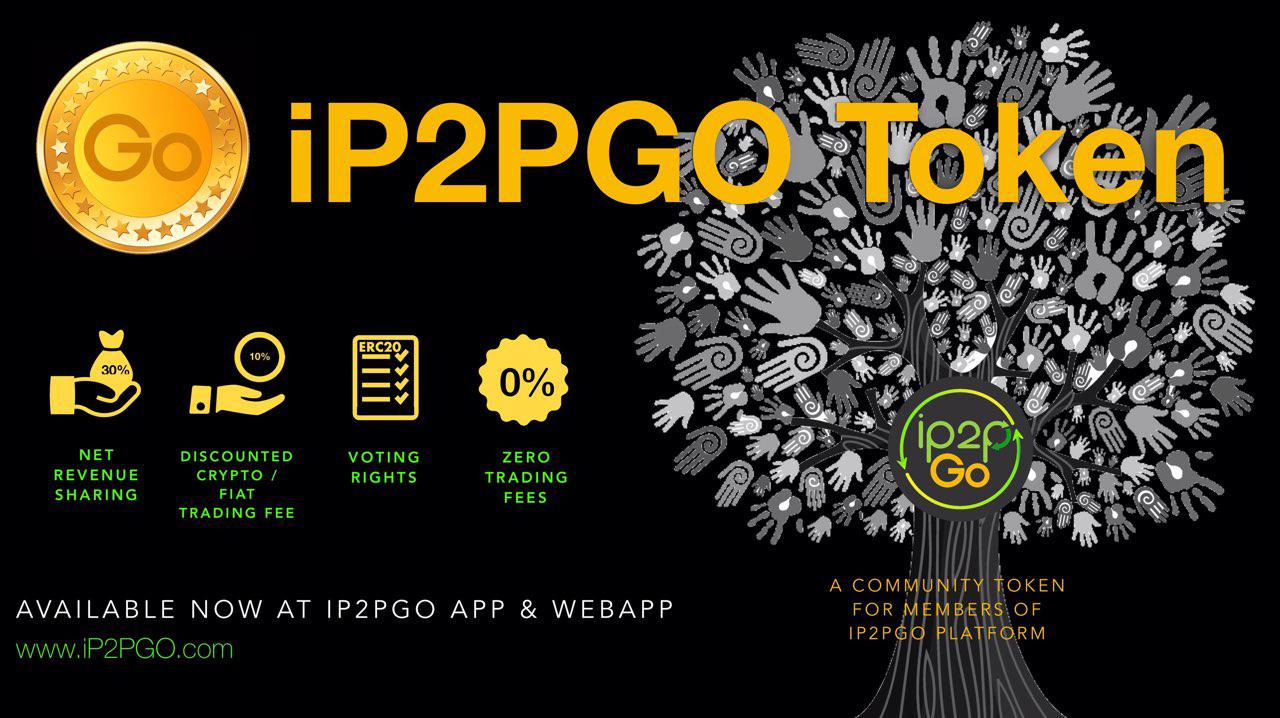 Go
iP2PGO Token
30%
10%
ERC20
0%
NET
REVENUE
SHARING
DISCOUNTED
CRYPTO /
FIAT
TRADING FEE
VOTING
RIGHTS
ZERO
TRADING
FEES
ip2p
Go
A COMMUNITY TOKEN
FOR MEMBERS OF
IP2PGO PLATFORM
AVAILABLE NOW AT IP2PGO APP & WEBAPP
www.iP2PGO.com